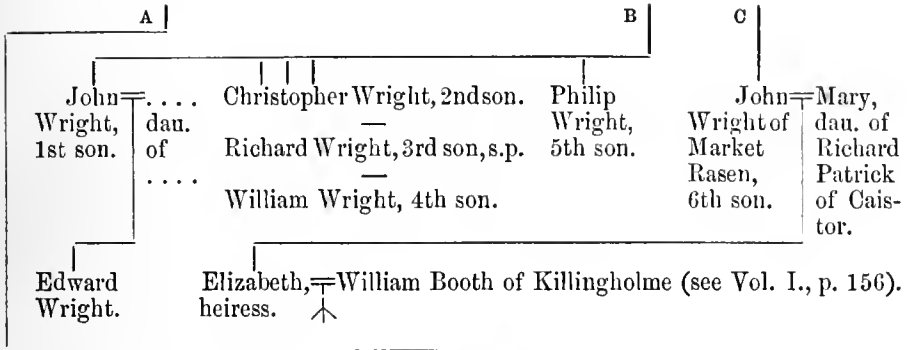 A B C
John=.... Christopher Wright, 2nd son. Philip John=Mary,
Wright, dau. Wright, Wright of dau. of
1st son. of Richard Wright, 3rd son, s.p. 5th son. Market Richard
.... Rasen, Patrick
William Wright, 4th son. 6th son. of Cais-
tor.
Edward Elizabeth,=William Booth of Killingholme (see Vol. I., p. 156).
Wright. heiress.